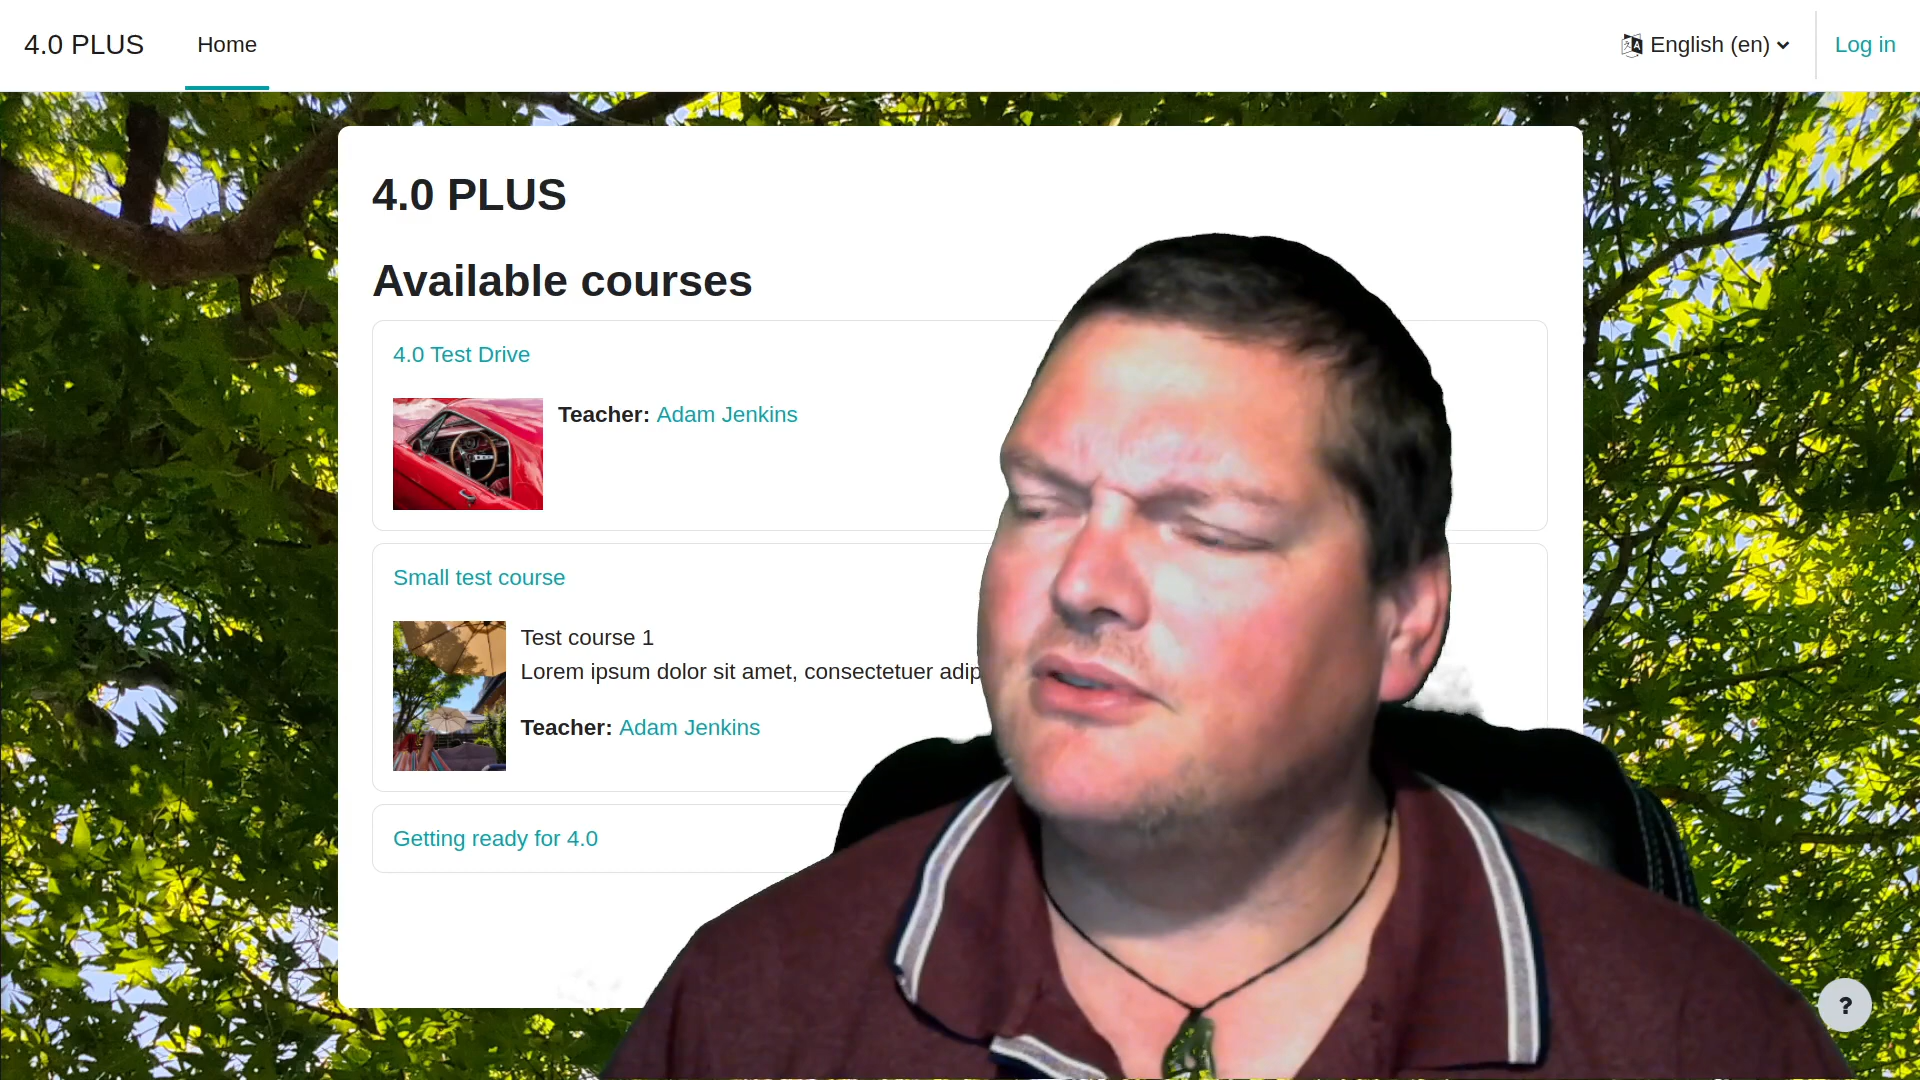 4.0 PLUS
Home
English (en)
Log in
4.0 PLUS
Available courses
4.0 Test Drive
Teacher: Adam Jenkins
Small test course
Test course 1
Lorem ipsum dolor sit amet, consectetuer
Teacher: Adam Jenkins
Getting ready for 4.0
?